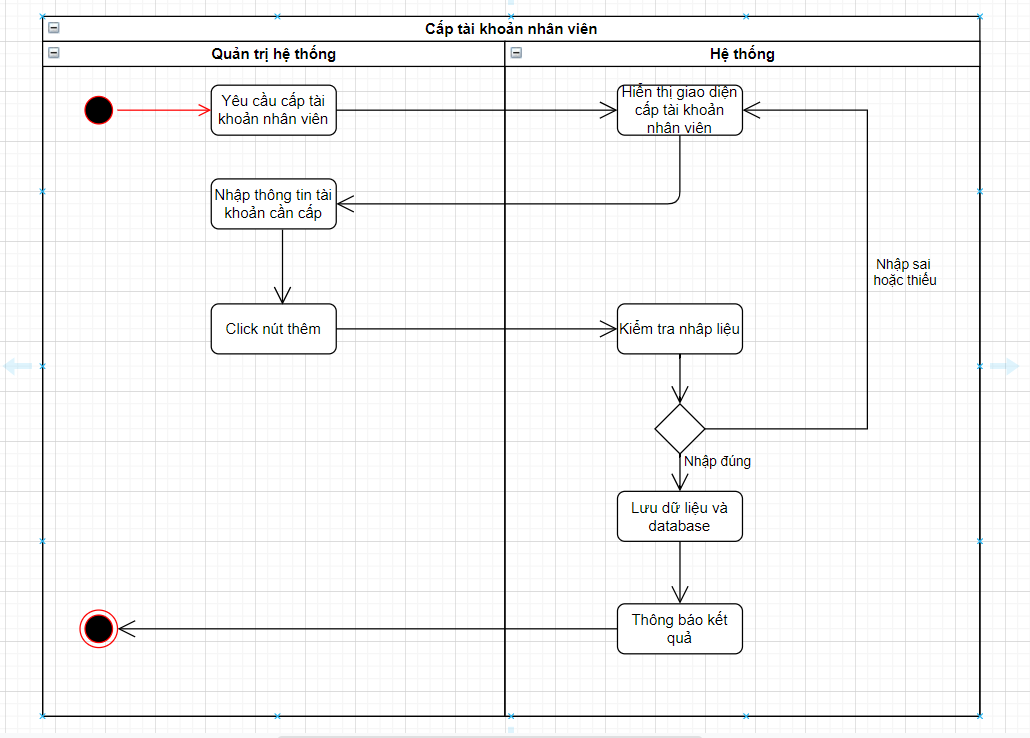 Cấp tài khoản nhân viên
Quản trị hệ thống
Hệ thống
Yêu cầu cấp tài
khoản nhân viên
Hiển thị giao diện
cấp tài khoản
nhân viên
Nhập thông tin tài
khoản cần cấp
Nhập sai
hoặc thiếu
Click nút thêm
Kiểm tra nhâp liệu
Nhập đúng
Lưu dữ liệu và
database
Thông báo kết
quả